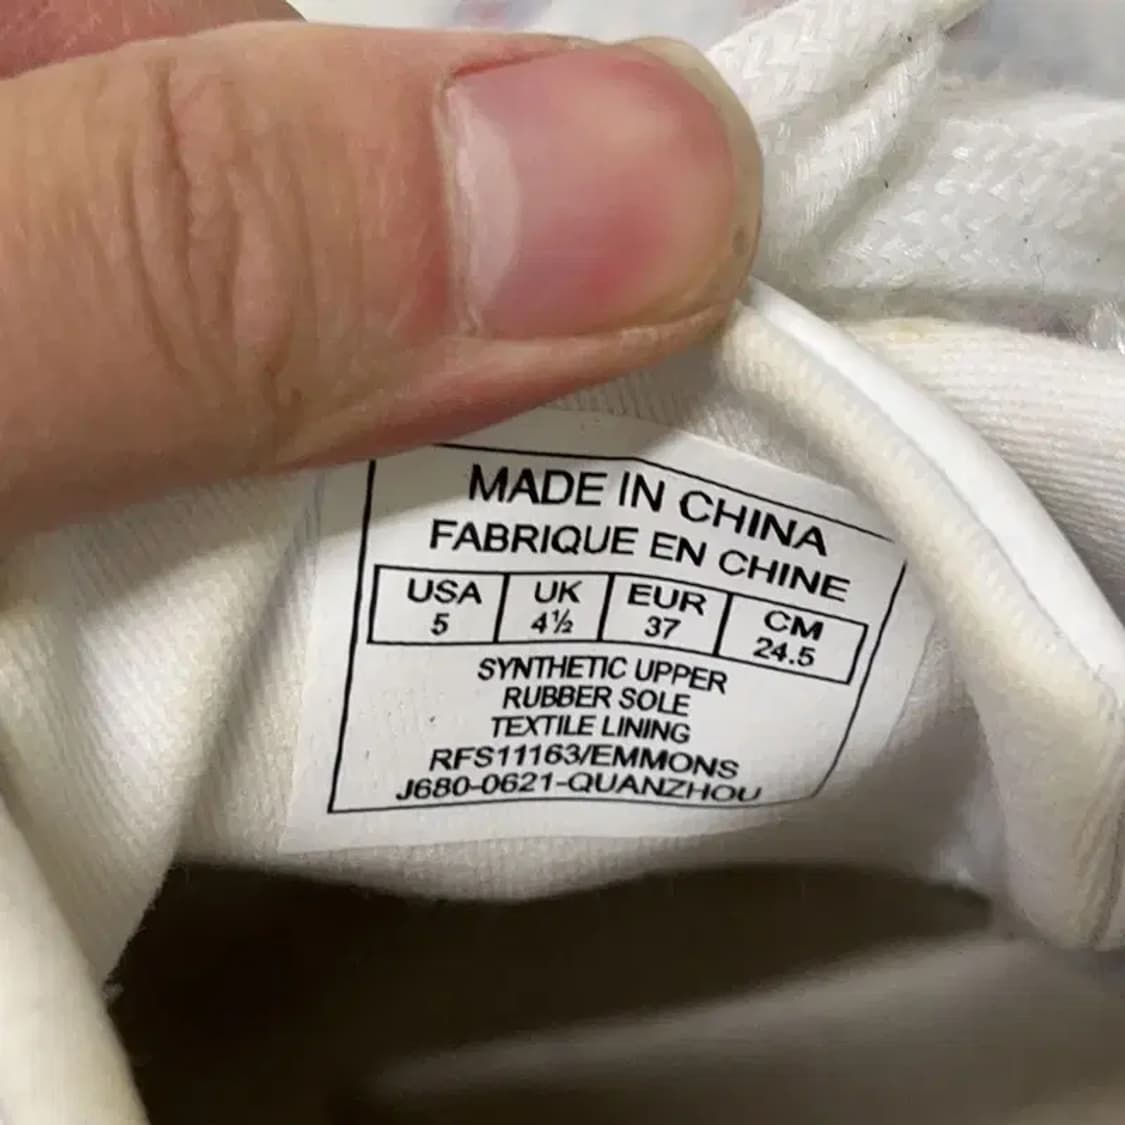 MADE IN CHINA
FABRIQUE EN CHINE
USA UK EUR CM
5 4½ 37 24.5
SYNTHETIC UPPER
RUBBER SOLE
TEXTILE LINING
RFS11163/EMMONS
J680-0621-QUANZHOU